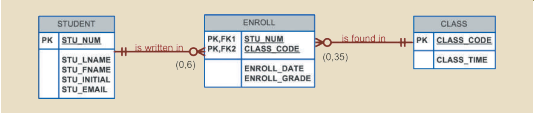 STUDENT
PK STU_NUM
STU_LNAME
STU_FNAME
STU_INITIAL
STU_EMAIL
is written in
(0,6)
ENROLL
PK,FK1 STU_NUM
PK,FK2 CLASS_CODE
ENROLL_DATE
ENROLL_GRADE
is found in
(0,35)
CLASS
PK CLASS_CODE
CLASS_TIME